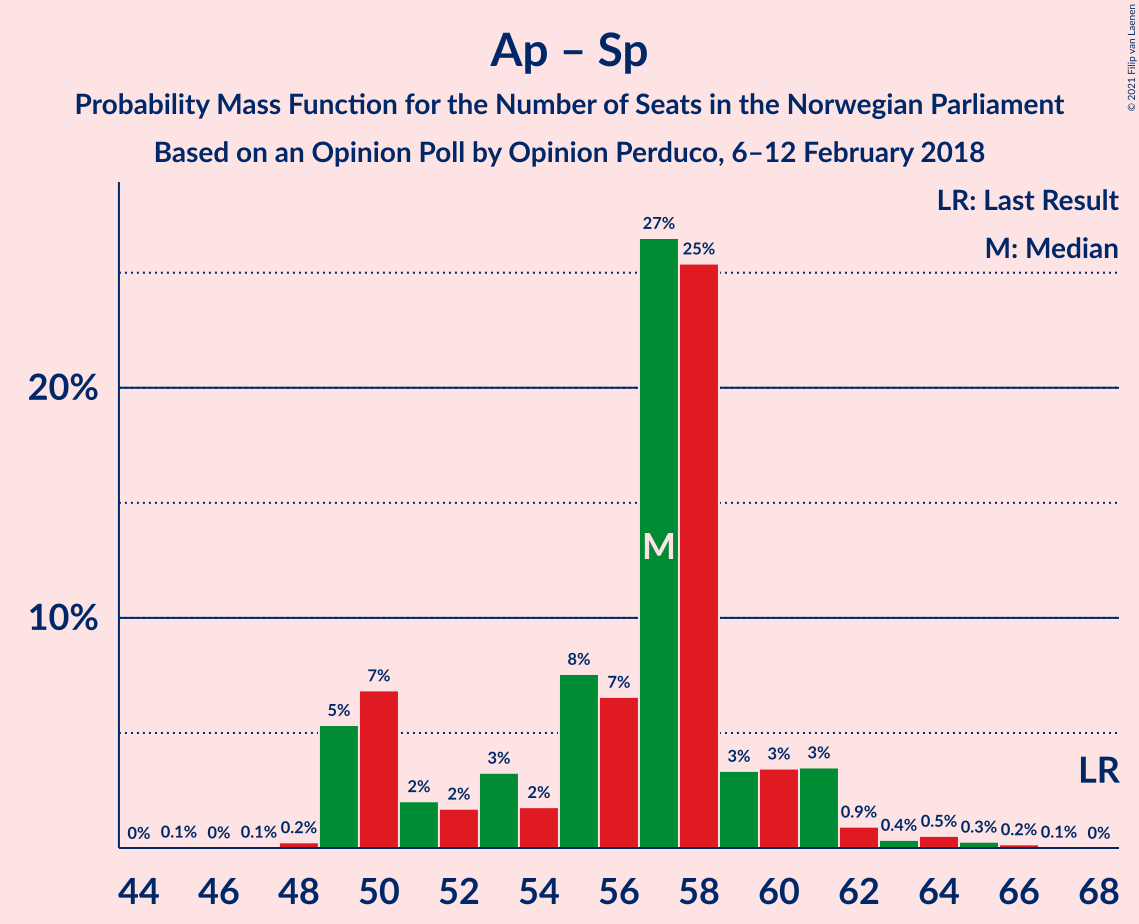 Ap – Sp
Probability Mass Function for the Number of Seats in the Norwegian Parliament
Based on an Opinion Poll by Opinion Perduco, 6–12 February 2018
© 2021 Filip van Laenen
LR: Last Result
M: Median
20%
10%
0% 0.1% 0% 0.1% 0.2% 5% 7% 2% 2% 3% 2% 8% 7% 27% 25% 3% 3% 3% 0.9% 0.4% 0.5% 0.3% 0.2% 0.1% 0%
M
LR
44 46 48 50 52 54 56 58 60 62 64 66 68